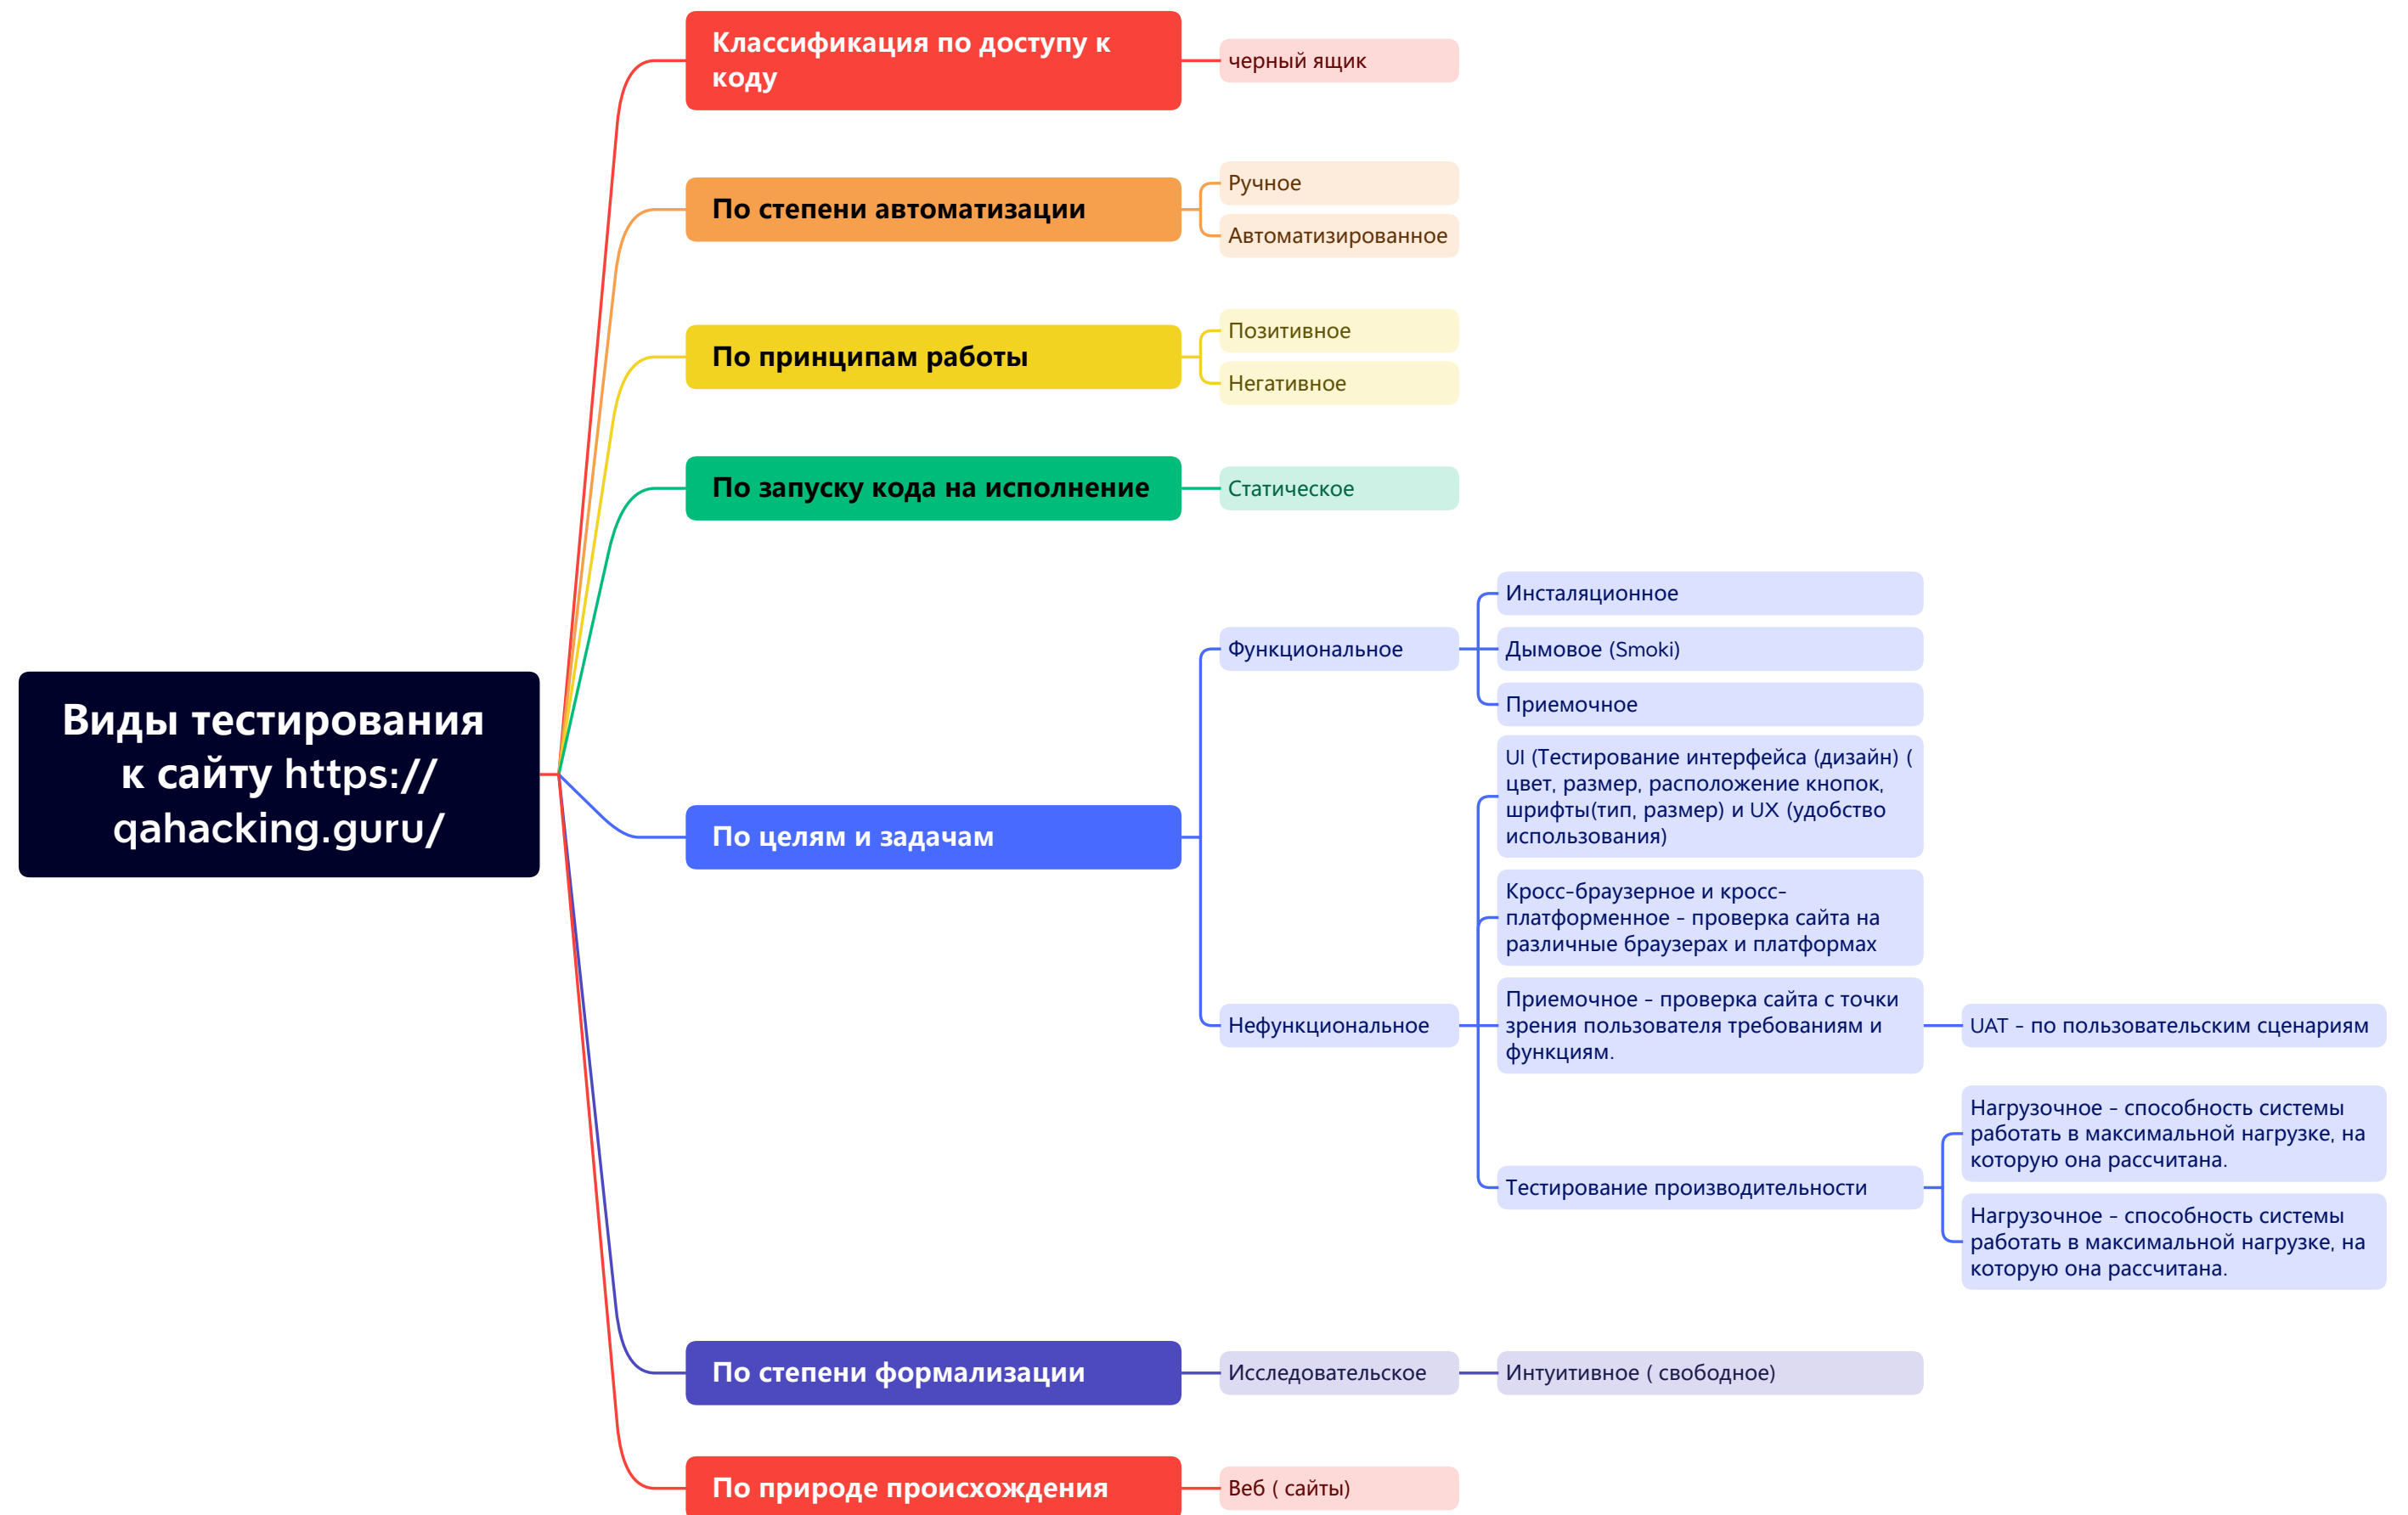 Классификация по доступу к
коду
черный ящик
По степени автоматизации
Ручное
Автоматизированное
По принципам работы
Позитивное
Негативное
По запуску кода на исполнение
Статическое
Виды тестирования
к сайту https://
qahacking.guru/
По целям и задачам
Функциональное
Инсталяционное
Дымовое (Smoki)
Приемочное
Нефункциональное
UI (Тестирование интерфейса (дизайн) (
цвет, размер, расположение кнопок,
шрифты(тип, размер) и UX (удобство
использования)
Кросс-браузерное и кросс-
платформенное - проверка сайта на
различные браузерах и платформах
Приемочное - проверка сайта с точки
зрения пользователя требованиям и
функциям.
UAT - по пользовательским сценариям
Тестирование производительности
Нагрузочное - способность системы
работать в максимальной нагрузке, на
которую она рассчитана.
Нагрузочное - способность системы
работать в максимальной нагрузке, на
которую она рассчитана.
По степени формализации
Исследовательское
Интуитивное ( свободное)
По природе происхождения
Веб ( сайты)